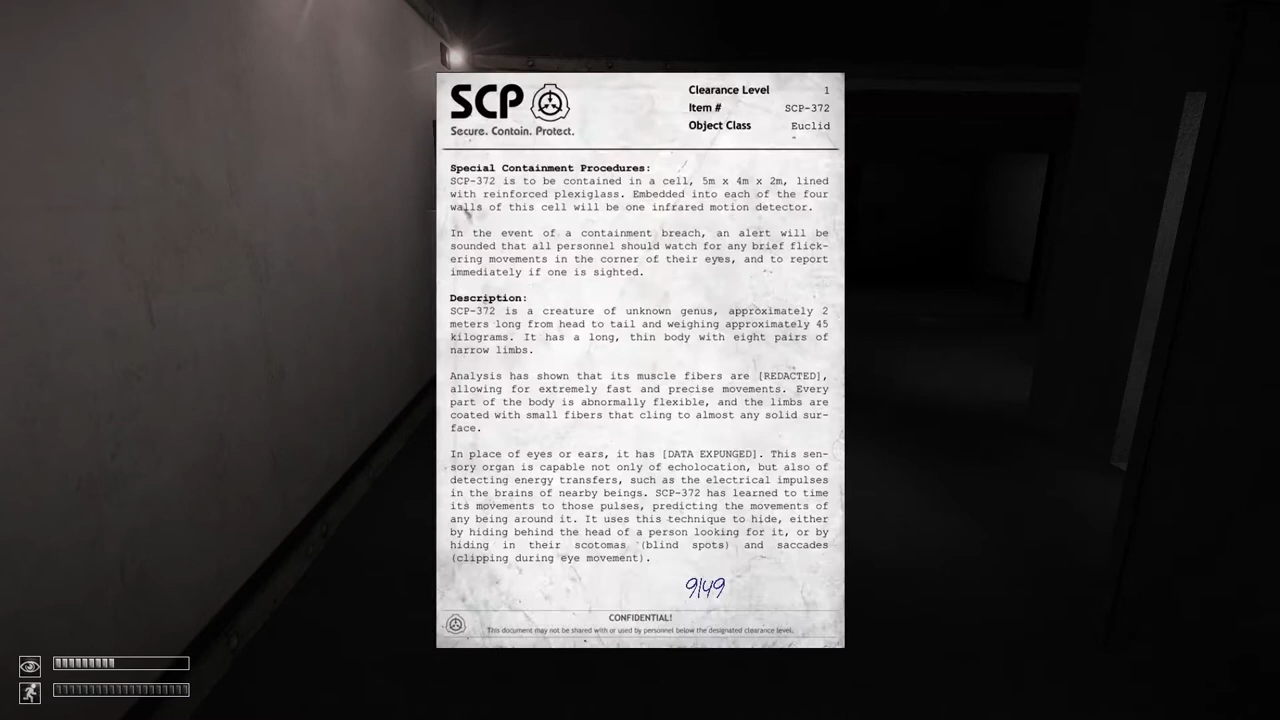 SCP
Secure. Contain. Protect.
Clearance Level 1
Item # SCP-372
Object Class Euclid
Special Containment Procedures:
SCP-372 is to be contained in a cell, 5m x 4m x 2m, lined
with reinforced plexiglass. Embedded into each of the four
walls of this cell will be one infrared motion detector.
In the event of a containment breach, an alert will be
sounded that all personnel should watch for any brief flick-
ering movements in the corner of their eyes, and to report
immediately if one is sighted.
Description:
SCP-372 is a creature of unknown genus, approximately 2
meters long from head to tail and weighing approximately 45
kilograms. It has a long, thin body with eight pairs of
narrow limbs.
Analysis has shown that its muscle fibers are [REDACTED],
allowing for extremely fast and precise movements. Every
part of the body is abnormally flexible, and the limbs are
coated with small fibers that cling to almost any solid sur-
face.
In place of eyes or ears, it has [DATA EXPUNGED]. This sen-
sory organ is capable not only of echolocation, but also of
detecting energy transfers, such as the electrical impulses
in the brains of nearby beings. SCP-372 has learned to time
its movements to those pulses, predicting the movements of
any being around it. It uses this technique to hide, either
by hiding behind the head of a person looking for it, or by
hiding in their scotomas (blind spots) and saccades
(clipping during eye movement).
9149
CONFIDENTIAL!
This document may not be shared with or used by personnel below the designated clearance level.